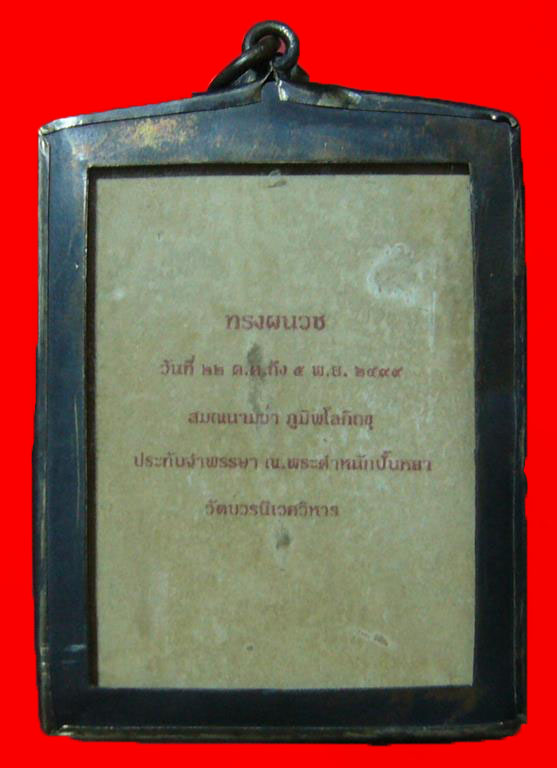 ทรงผนวช
วันที่ ๒๒ ต.ค.ถึง ๕ พ.ย. ๒๔๙๙
สมณนามว่า ภูมิพโลภิกขุ
ประทับจำพรรษา ณ.พระตำหนักปั้นหยา
วัดบวรนิเวศวิหาร